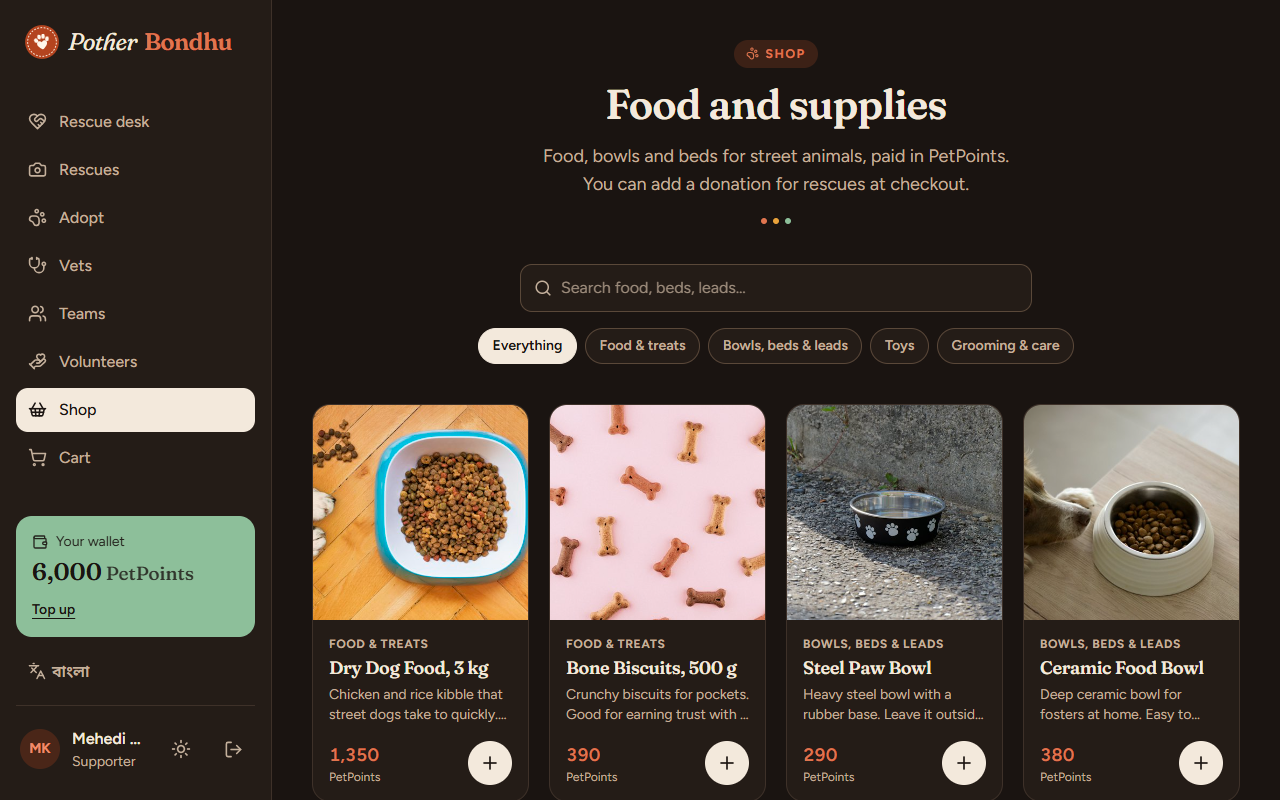 Pother Bondhu
Rescue desk
Rescues
Adopt
Vets
Teams
Volunteers
Shop
Cart
Your wallet
6,000 PetPoints
Top up
বাংলা
MK
Mehedi ...
Supporter
SHOP
Food and supplies
Food, bowls and beds for street animals, paid in PetPoints.
You can add a donation for rescues at checkout.
Search food, beds, leads...
Everything
Food & treats
Bowls, beds & leads
Toys
Grooming & care
FOOD & TREATS
Dry Dog Food, 3 kg
Chicken and rice kibble that
street dogs take to quickly....
1,350
PetPoints
FOOD & TREATS
Bone Biscuits, 500 g
Crunchy biscuits for pockets.
Good for earning trust with ...
390
PetPoints
BOWLS, BEDS & LEADS
Steel Paw Bowl
Heavy steel bowl with a
rubber base. Leave it outsid...
290
PetPoints
BOWLS, BEDS & LEADS
Ceramic Food Bowl
Deep ceramic bowl for
fosters at home. Easy to...
380
PetPoints